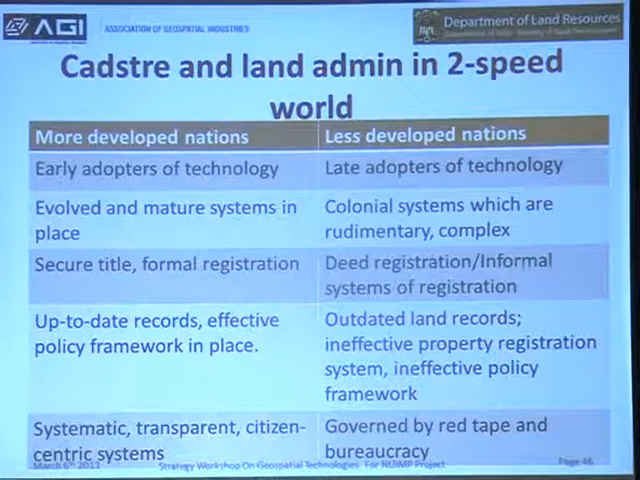 AGI
ASSOCIATION OF GEOSPATIAL INDUSTRIES
Department of Land Resources
Cadstre and land admin in 2-speed
world
More developed nations
Less developed nations
Early adopters of technology
Late adopters of technology
Evolved and mature systems in
place
Colonial systems which are
rudimentary, complex
Secure title, formal registration
Deed registration/Informal
systems of registration
Up-to-date records, effective
policy framework in place.
Outdated land records;
ineffective property registration
system, ineffective policy
framework
Systematic, transparent, citizen-
centric systems
Governed by red tape and
bureaucracy
Strategy Workshop On Geospatial Technologies For NLRMP Project
Page 46